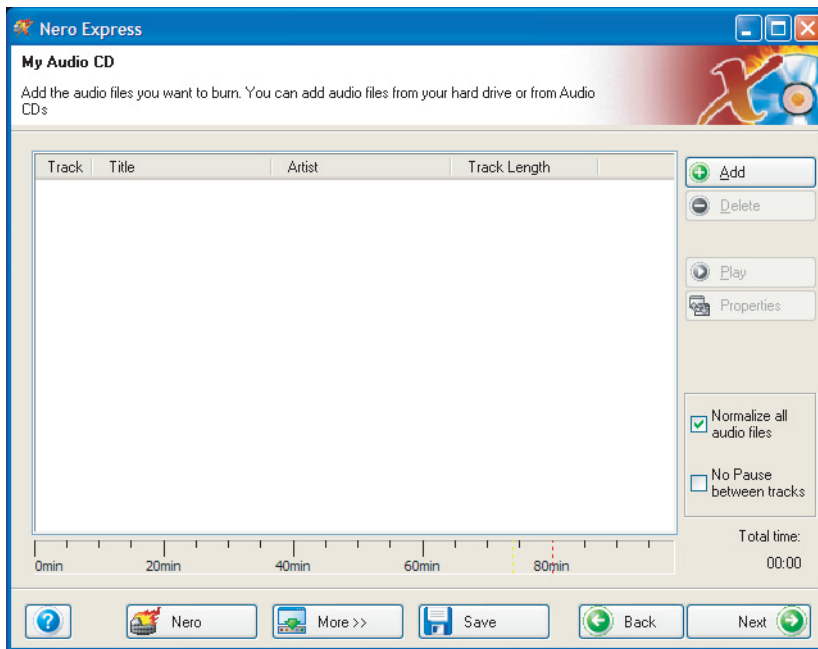 Nero Express
My Audio CD
Add the audio files you want to burn. You can add audio files from your hard drive or from Audio
CDs
Track Title Artist Track Length
Add
Delete
Play
Properties
Normalize all
audio files
No Pause
between tracks
Total time:
00:00
0min 20min 40min 60min 80min
? Nero More >> Save Back Next